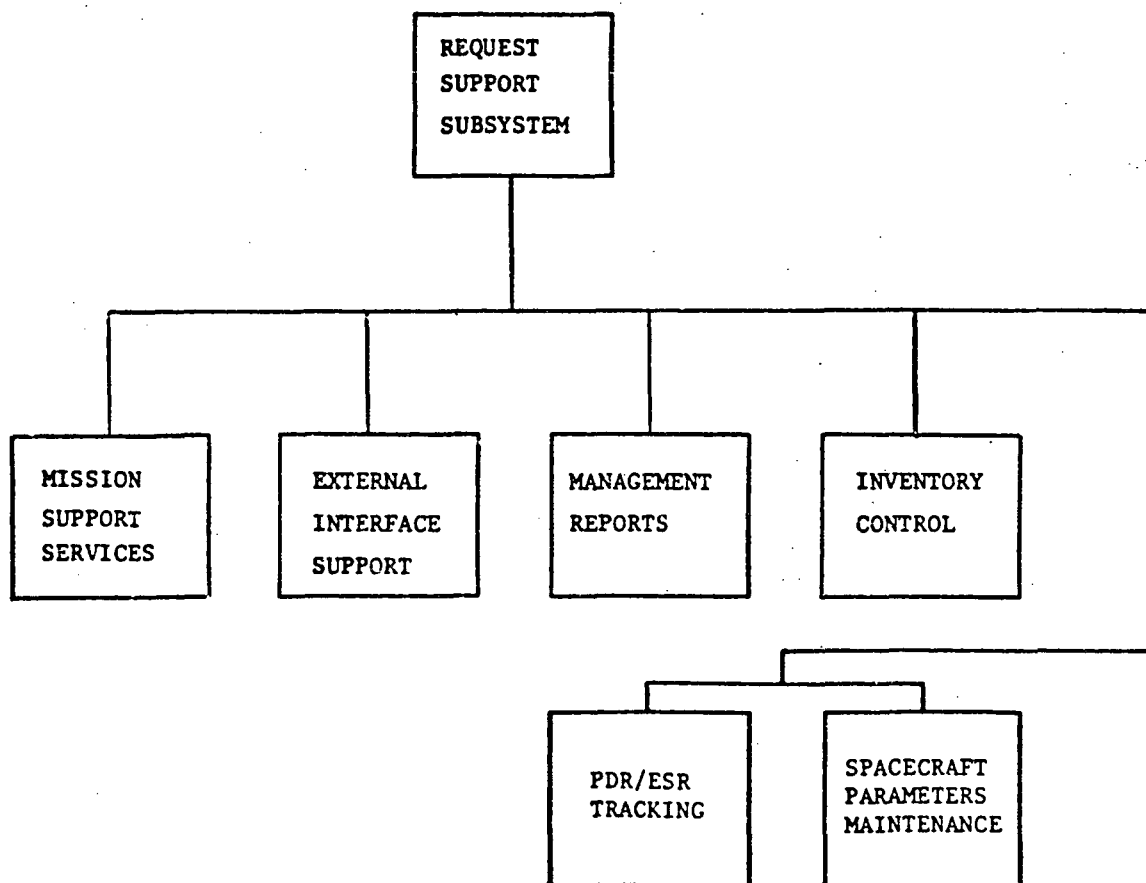 REQUEST
SUPPORT
SUBSYSTEM
MISSION
SUPPORT
SERVICES
EXTERNAL
INTERFACE
SUPPORT
MANAGEMENT
REPORTS
INVENTORY
CONTROL
PDR/ESR
TRACKING
SPACECRAFT
PARAMETERS
MAINTENANCE